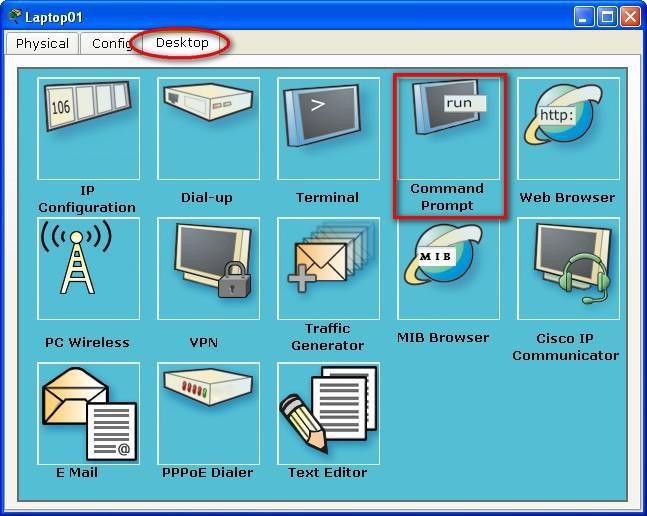 Laptop01
Physical Config Desktop
106
>
run
http:
IP Configuration
Dial-up
Terminal
Command Prompt
Web Browser
MIB
PC Wireless
VPN
Traffic Generator
MIB Browser
Cisco IP Communicator
@
E Mail
PPPoE Dialer
Text Editor